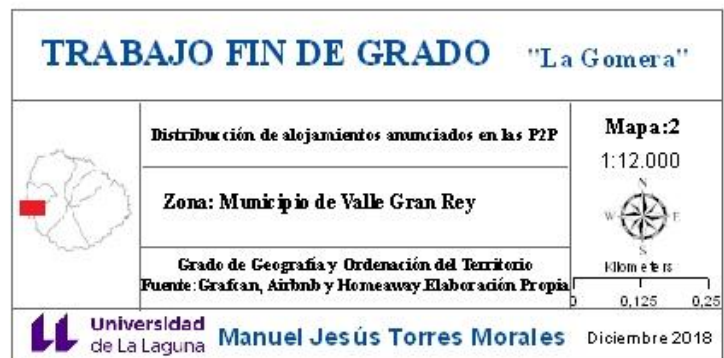 TRABAJO FIN DE GRADO "La Gomera"
Distribucción de alojamientos anunciados en las P2P
Zona: Municipio de Valle Gran Rey
Grado de Geografía y Ordenación del Territorio
Fuente: Grafcan, Airbnb y Homeaway.Elaboración Propia
Mapa:2
1:12.000
N
W E
S
Kilometers
0 0,125 0,25
Universidad
de La Laguna
Manuel Jesús Torres Morales
Diciembre 2018